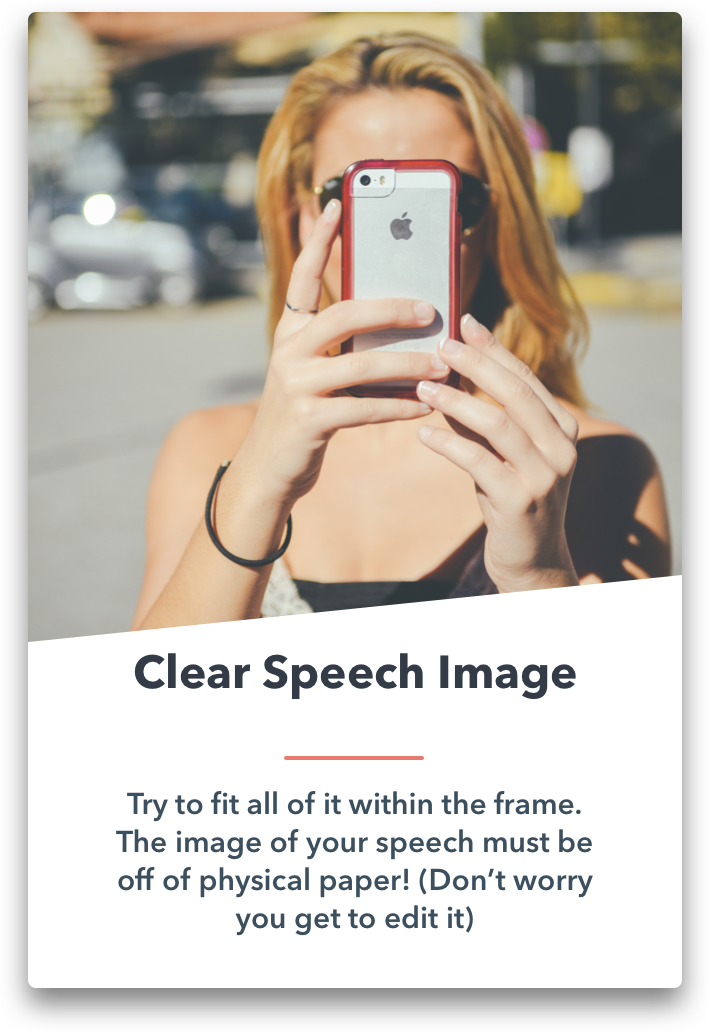 Clear Speech Image
Try to fit all of it within the frame.
The image of your speech must be
off of physical paper! (Don’t worry
you get to edit it)